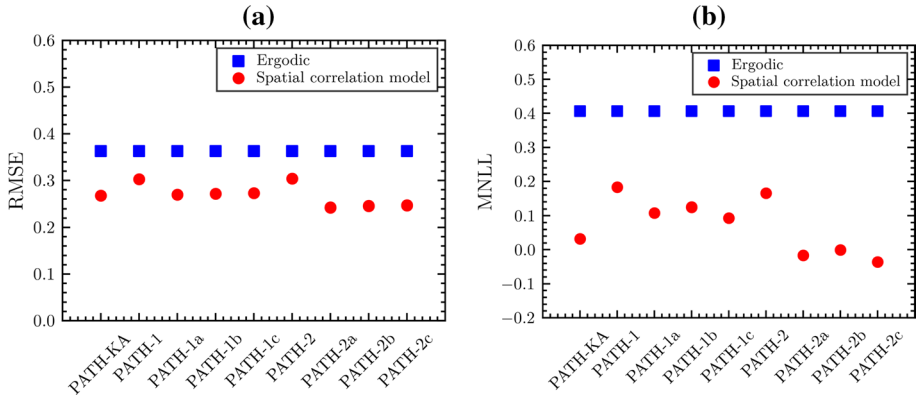 (a)
0.6
0.5
0.4
0.3
0.2
0.1
0.0
RMSE
Ergodic
Spatial correlation model
PATH-KA
PATH-1
PATH-1a
PATH-1b
PATH-1c
PATH-2
PATH-2a
PATH-2b
PATH-2c
(b)
0.6
0.5
0.4
0.3
0.2
0.1
0.0
−0.1
−0.2
MNLL
Ergodic
Spatial correlation model
PATH-KA
PATH-1
PATH-1a
PATH-1b
PATH-1c
PATH-2
PATH-2a
PATH-2b
PATH-2c